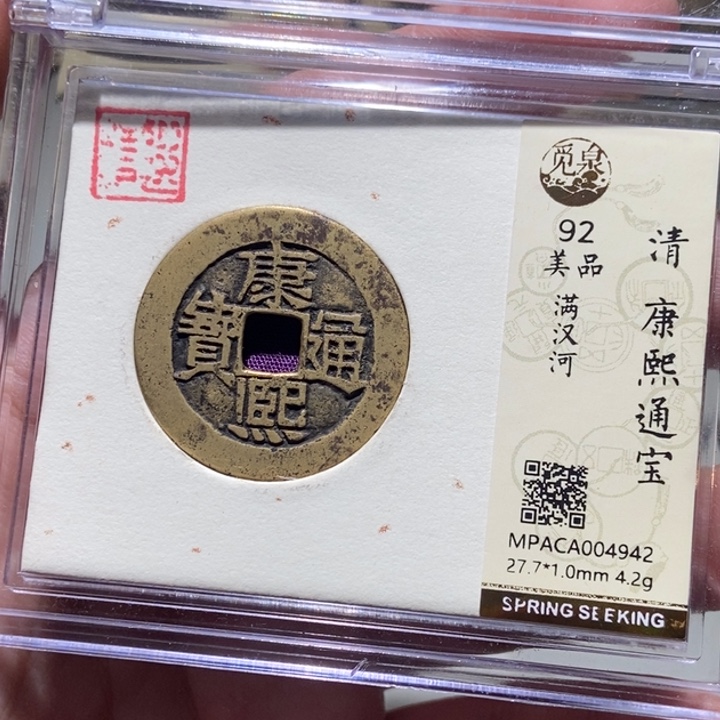 康
熙
通
寶
觅泉
92
美品
满汉河
清 康熙通宝
MPACA004942
27.7*1.0mm 4.2g
SPRING SEEKING